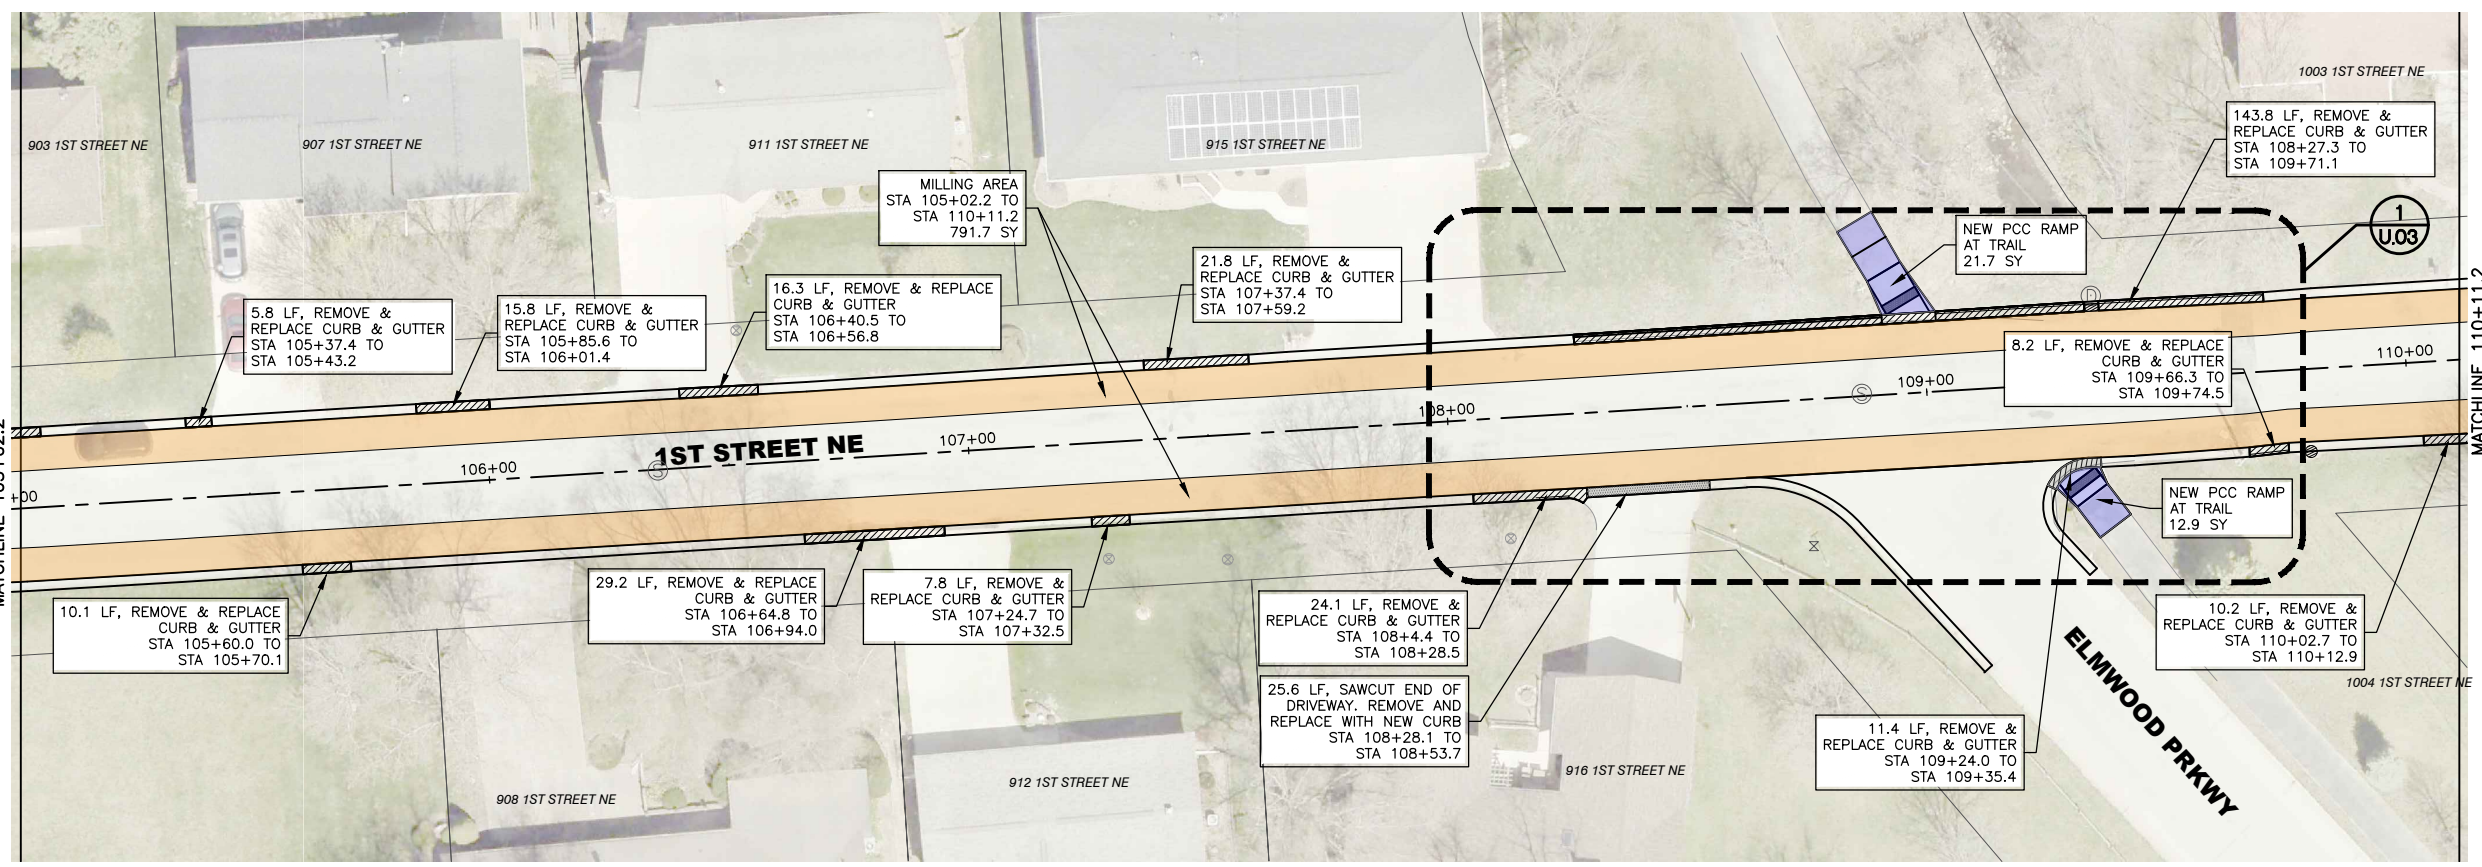 1003 1ST STREET NE
903 1ST STREET NE
907 1ST STREET NE
911 1ST STREET NE
915 1ST STREET NE
143.8 LF, REMOVE &
REPLACE CURB & GUTTER
STA 108+27.3 TO
STA 109+71.1
MILLING AREA
STA 105+02.2 TO
STA 110+11.2
791.7 SY
1
U.03
NEW PCC RAMP
AT TRAIL
21.7 SY
21.8 LF, REMOVE &
REPLACE CURB & GUTTER
STA 107+37.4 TO
STA 107+59.2
16.3 LF, REMOVE & REPLACE
CURB & GUTTER
STA 106+40.5 TO
STA 106+56.8
15.8 LF, REMOVE &
REPLACE CURB & GUTTER
STA 105+85.6 TO
STA 106+01.4
5.8 LF, REMOVE &
REPLACE CURB & GUTTER
STA 105+37.4 TO
STA 105+43.2
D
8.2 LF, REMOVE & REPLACE
CURB & GUTTER
STA 109+66.3 TO
STA 109+74.5
MATCHLINE 110+11.2
110+00
109+00
S
108+00
107+00
1ST STREET NE
S
106+00
+00
NEW PCC RAMP
AT TRAIL
12.9 SY
10.1 LF, REMOVE & REPLACE
CURB & GUTTER
STA 105+60.0 TO
STA 105+70.1
29.2 LF, REMOVE & REPLACE
CURB & GUTTER
STA 106+64.8 TO
STA 106+94.0
7.8 LF, REMOVE &
REPLACE CURB & GUTTER
STA 107+24.7 TO
STA 107+32.5
24.1 LF, REMOVE &
REPLACE CURB & GUTTER
STA 108+4.4 TO
STA 108+28.5
25.6 LF, SAWCUT END OF
DRIVEWAY. REMOVE AND
REPLACE WITH NEW CURB
STA 108+28.1 TO
STA 108+53.7
10.2 LF, REMOVE &
REPLACE CURB & GUTTER
STA 110+02.7 TO
STA 110+12.9
1004 1ST STREET NE
ELMWOOD PRKWY
11.4 LF, REMOVE &
REPLACE CURB & GUTTER
STA 109+24.0 TO
STA 109+35.4
916 1ST STREET NE
912 1ST STREET NE
908 1ST STREET NE